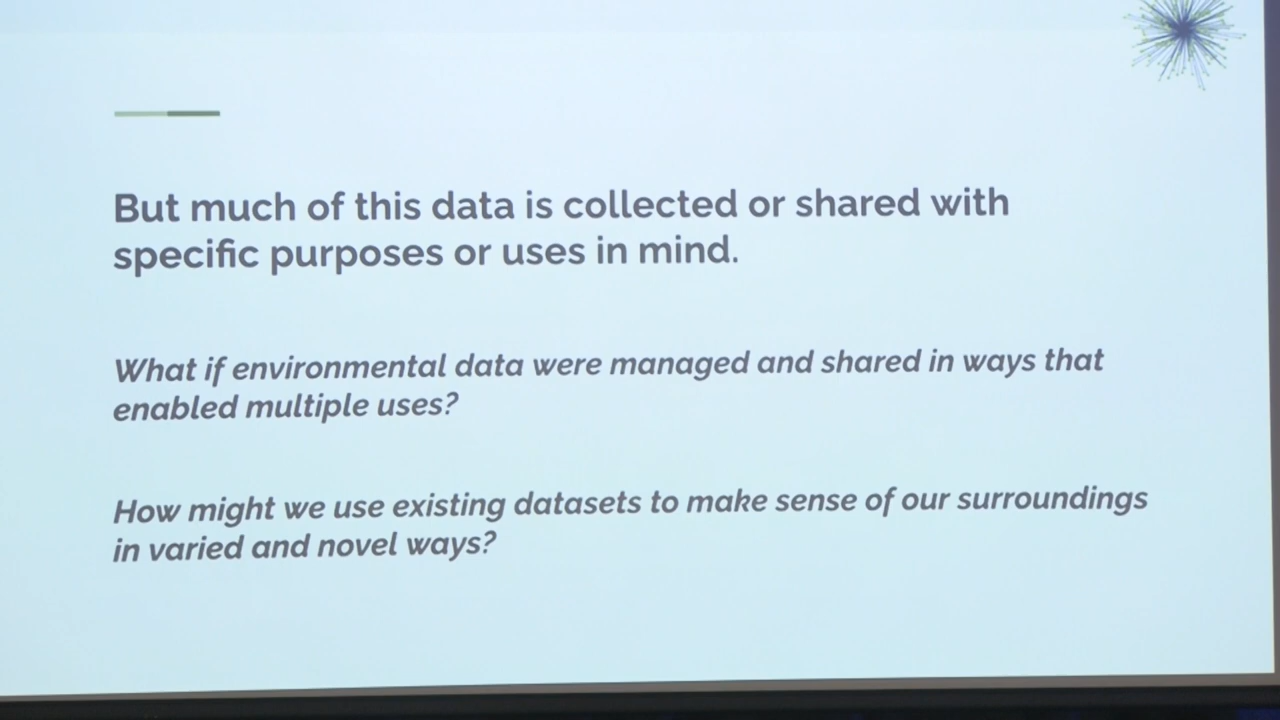 But much of this data is collected or shared with
specific purposes or uses in mind.
What if environmental data were managed and shared in ways that
enabled multiple uses?
How might we use existing datasets to make sense of our surroundings
in varied and novel ways?